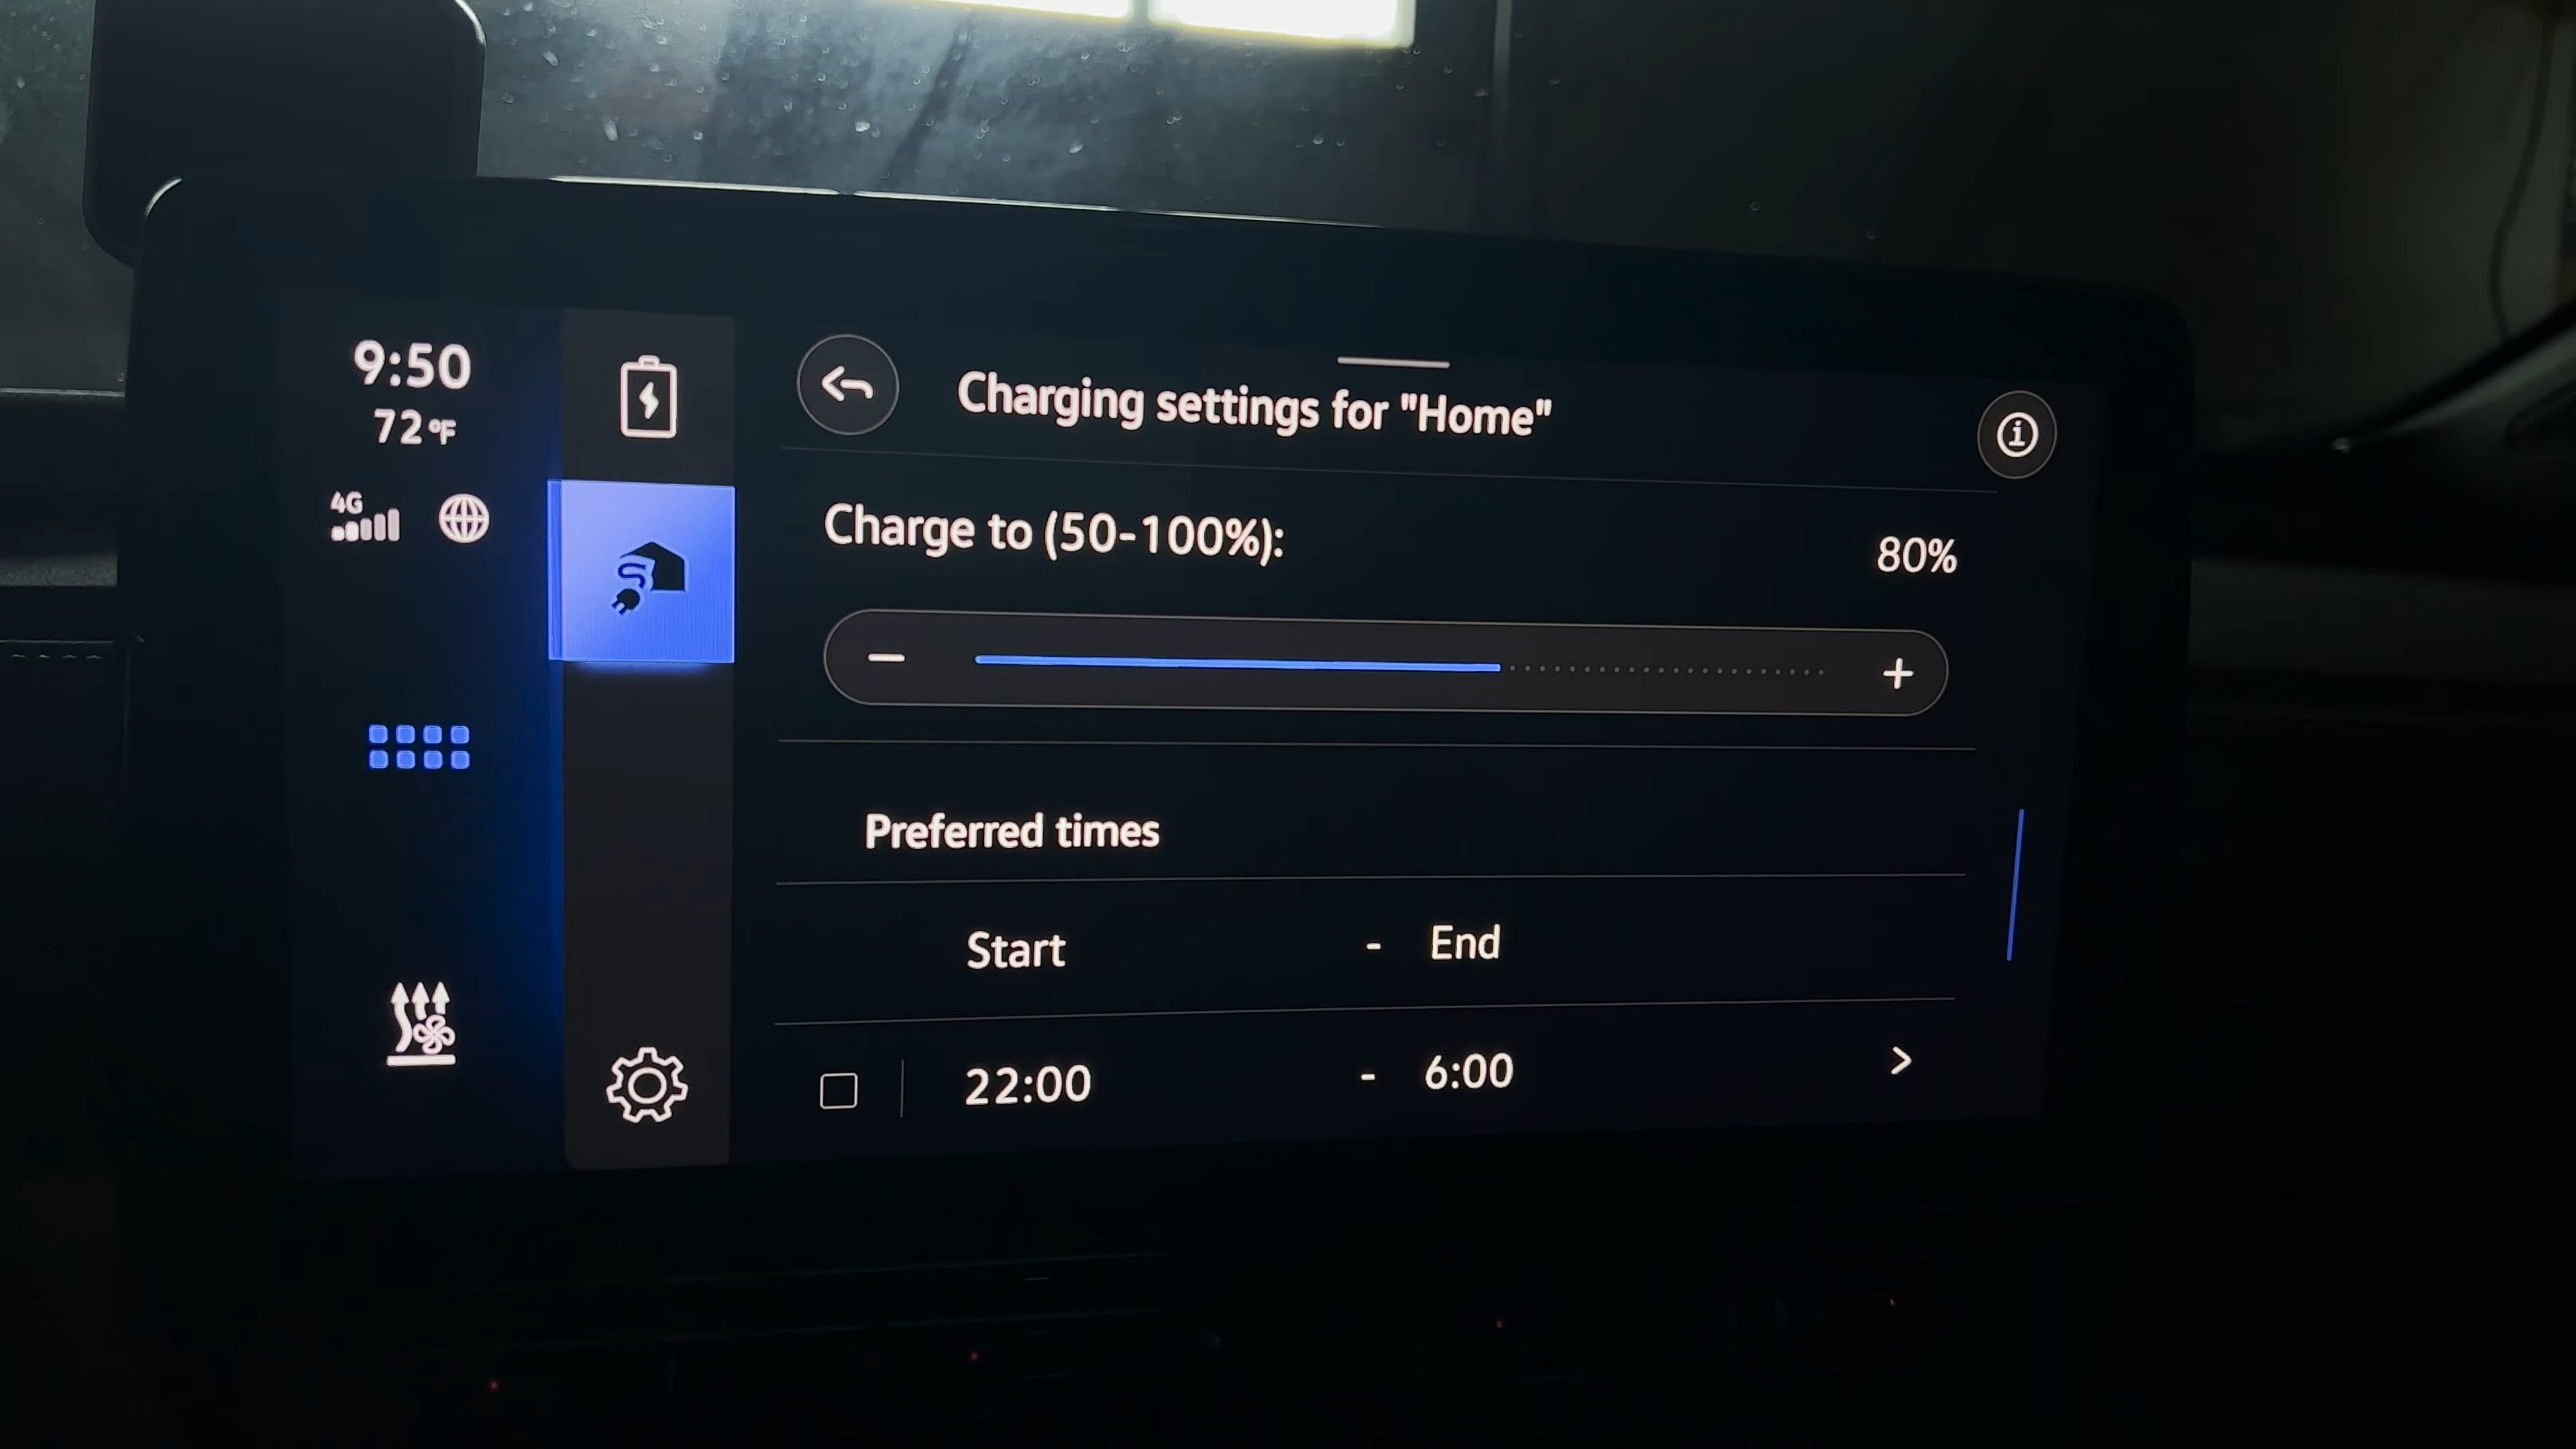 9:50
72°F
4G
Charging settings for "Home"
Charge to (50-100%):
80%
Preferred times
Start - End
22:00 - 6:00